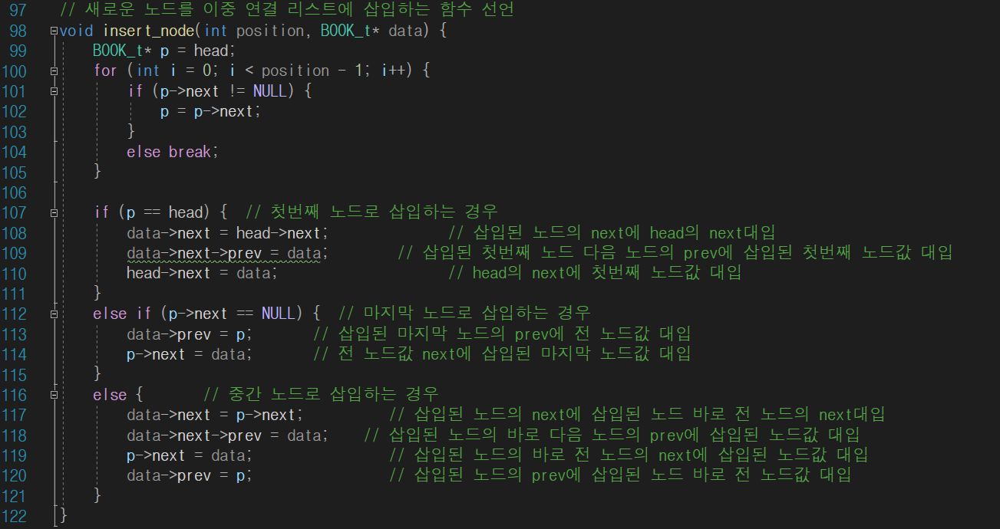 97 // 새로운 노드를 이중 연결 리스트에 삽입하는 함수 선언
98 void insert_node(int position, BOOK_t* data) {
99 BOOK_t* p = head;
100 for (int i = 0; i < position - 1; i++) {
101 if (p->next != NULL) {
102 p = p->next;
103 }
104 else break;
105 }
106
107 if (p == head) { // 첫번째 노드로 삽입하는 경우
108 data->next = head->next; // 삽입된 노드의 next에 head의 next대입
109 data->next->prev = data; // 삽입된 첫번째 노드 다음 노드의 prev에 삽입된 첫번째 노드값 대입
110 head->next = data; // head의 next에 첫번째 노드값 대입
111 }
112 else if (p->next == NULL) { // 마지막 노드로 삽입하는 경우
113 data->prev = p; // 삽입된 마지막 노드의 prev에 전 노드값 대입
114 p->next = data; // 전 노드값 next에 삽입된 마지막 노드값 대입
115 }
116 else { // 중간 노드로 삽입하는 경우
117 data->next = p->next; // 삽입된 노드의 next에 삽입된 노드 바로 전 노드의 next대입
118 data->next->prev = data; // 삽입된 노드의 바로 다음 노드의 prev에 삽입된 노드값 대입
119 p->next = data; // 삽입된 노드의 바로 전 노드의 next에 삽입된 노드값 대입
120 data->prev = p; // 삽입된 노드의 prev에 삽입된 노드 바로 전 노드값 대입
121 }
122 }